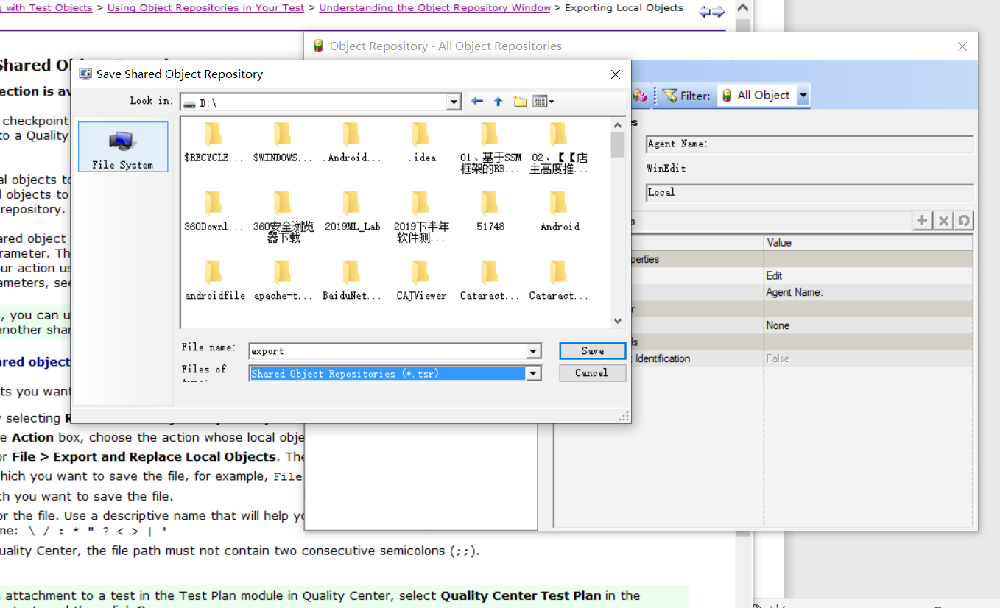 with Test Objects > Using Object Repositories in Your Test > Understanding the Object Repository Window > Exporting Local Objects
Object Repository - All Object Repositories
Shared
Save Shared Object Repository
ection is
Look in: D:\
Filter: All Object
checkpoint
to a Quality
File System
$RECYCLE... $WINDOWS... .Android... .idea 01、基于SSM框架的RB... 02、【【店主高度推...
Agent Name:
WinEdit
al objects to
l objects to
Local
repository.
360Downl... 360安全浏览器下载 2019ML_Lab 2019下半年软件测... 51748 Android
ared object
Value
rameter. Th
perties
our action us
Edit
ameters, see
Agent Name:
androidfile apache-t... BaiduNet... CAJViewer Cataract... Cataract...
, you can u
None
another shar
File name: export Save
Identification False
ared object
Files of Shared Object Repositories (*.tsr) Cancel
ts you want
selecting
e Action box, choose the action whose local obje
or File > Export and Replace Local Objects. The
hich you want to save the file, for example, File
ch you want to save the file.
or the file. Use a descriptive name that will help yo
me: \ / : * " ? < > | '
uality Center, the file path must not contain two consecutive semicolons (;;).
attachment to a test in the Test Plan module in Quality Center, select Quality Center Test Plan in the